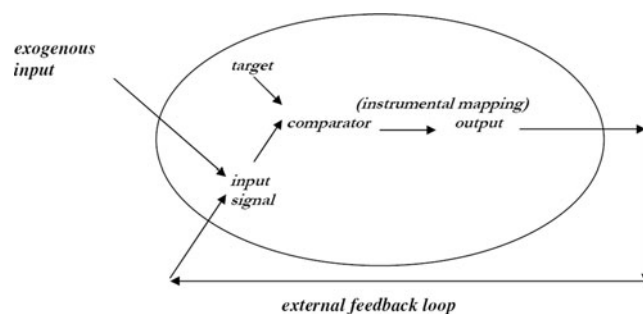 exogenous
input
target
(instrumental mapping)
comparator
output
input
signal
external feedback loop